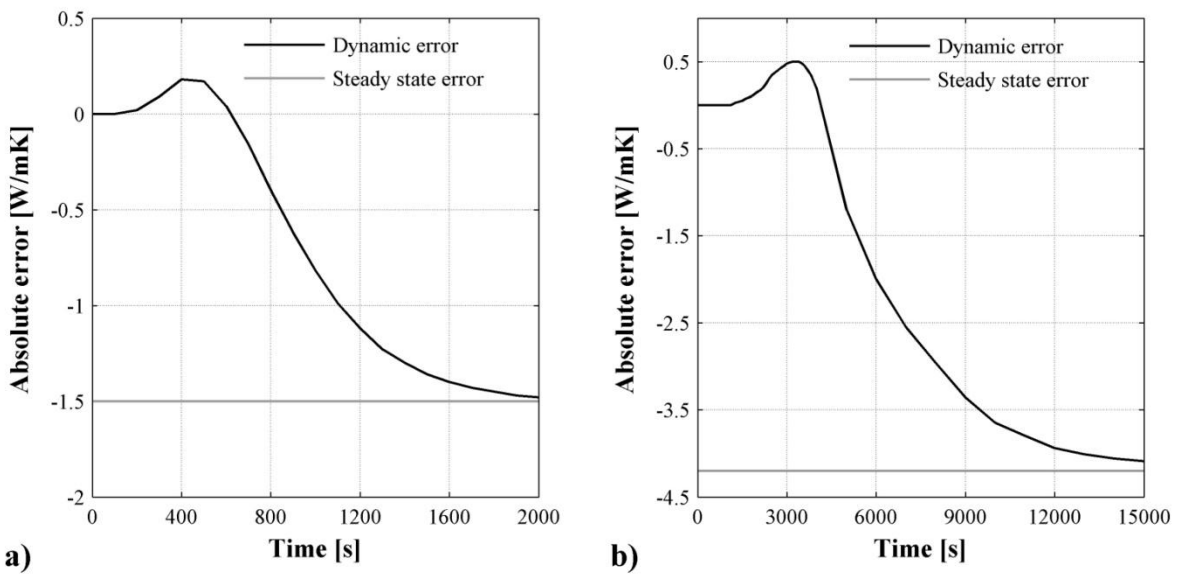 0.5
0
-0.5
-1
-1.5
-2
Absolute error [W/mK]
Dynamic error
Steady state error
0 400 800 1200 1600 2000
Time [s]
a)
0.5
-0.5
-1.5
-2.5
-3.5
-4.5
Absolute error [W/mK]
Dynamic error
Steady state error
0 3000 6000 9000 12000 15000
Time [s]
b)